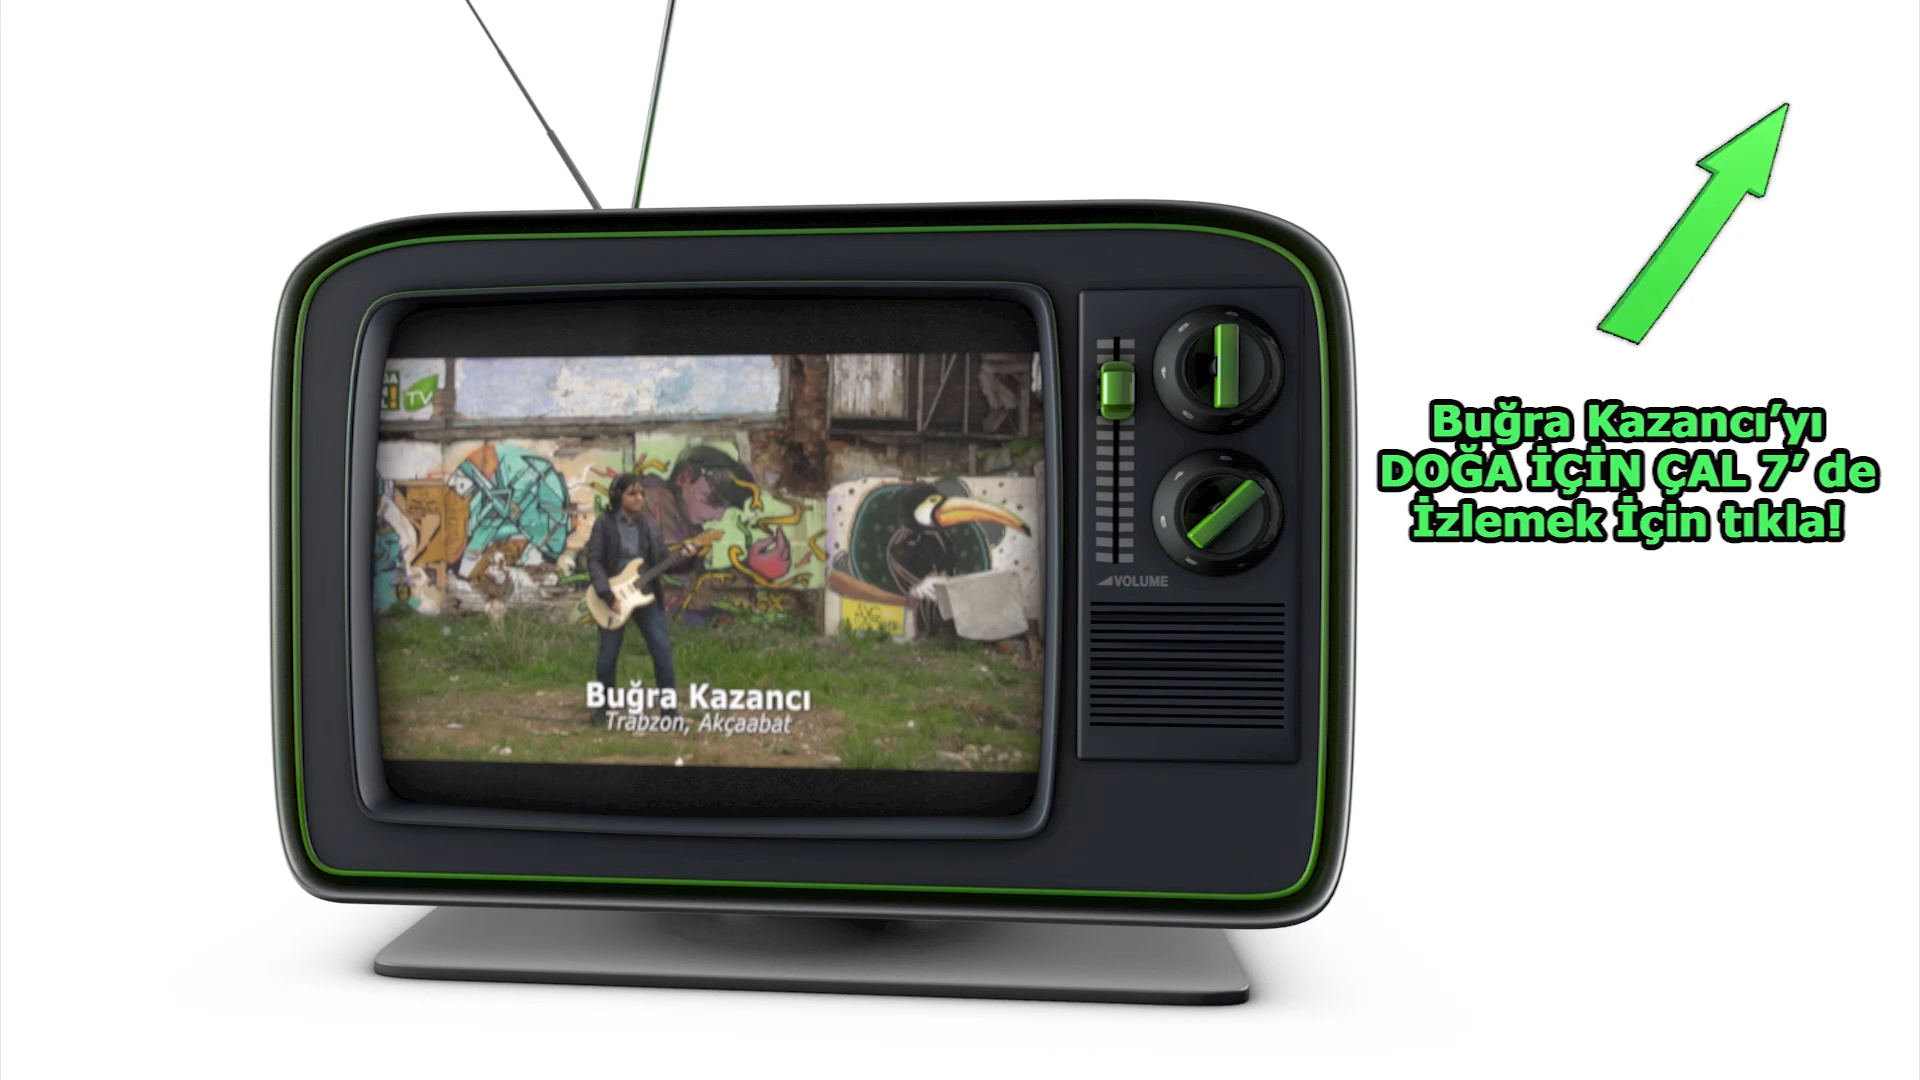 Buğra Kazancı’yı
DOĞA İÇİN ÇAL 7’ de
İzlemek İçin tıkla!
TV
VOLUME
Buğra Kazancı
Trabzon, Akçaabat